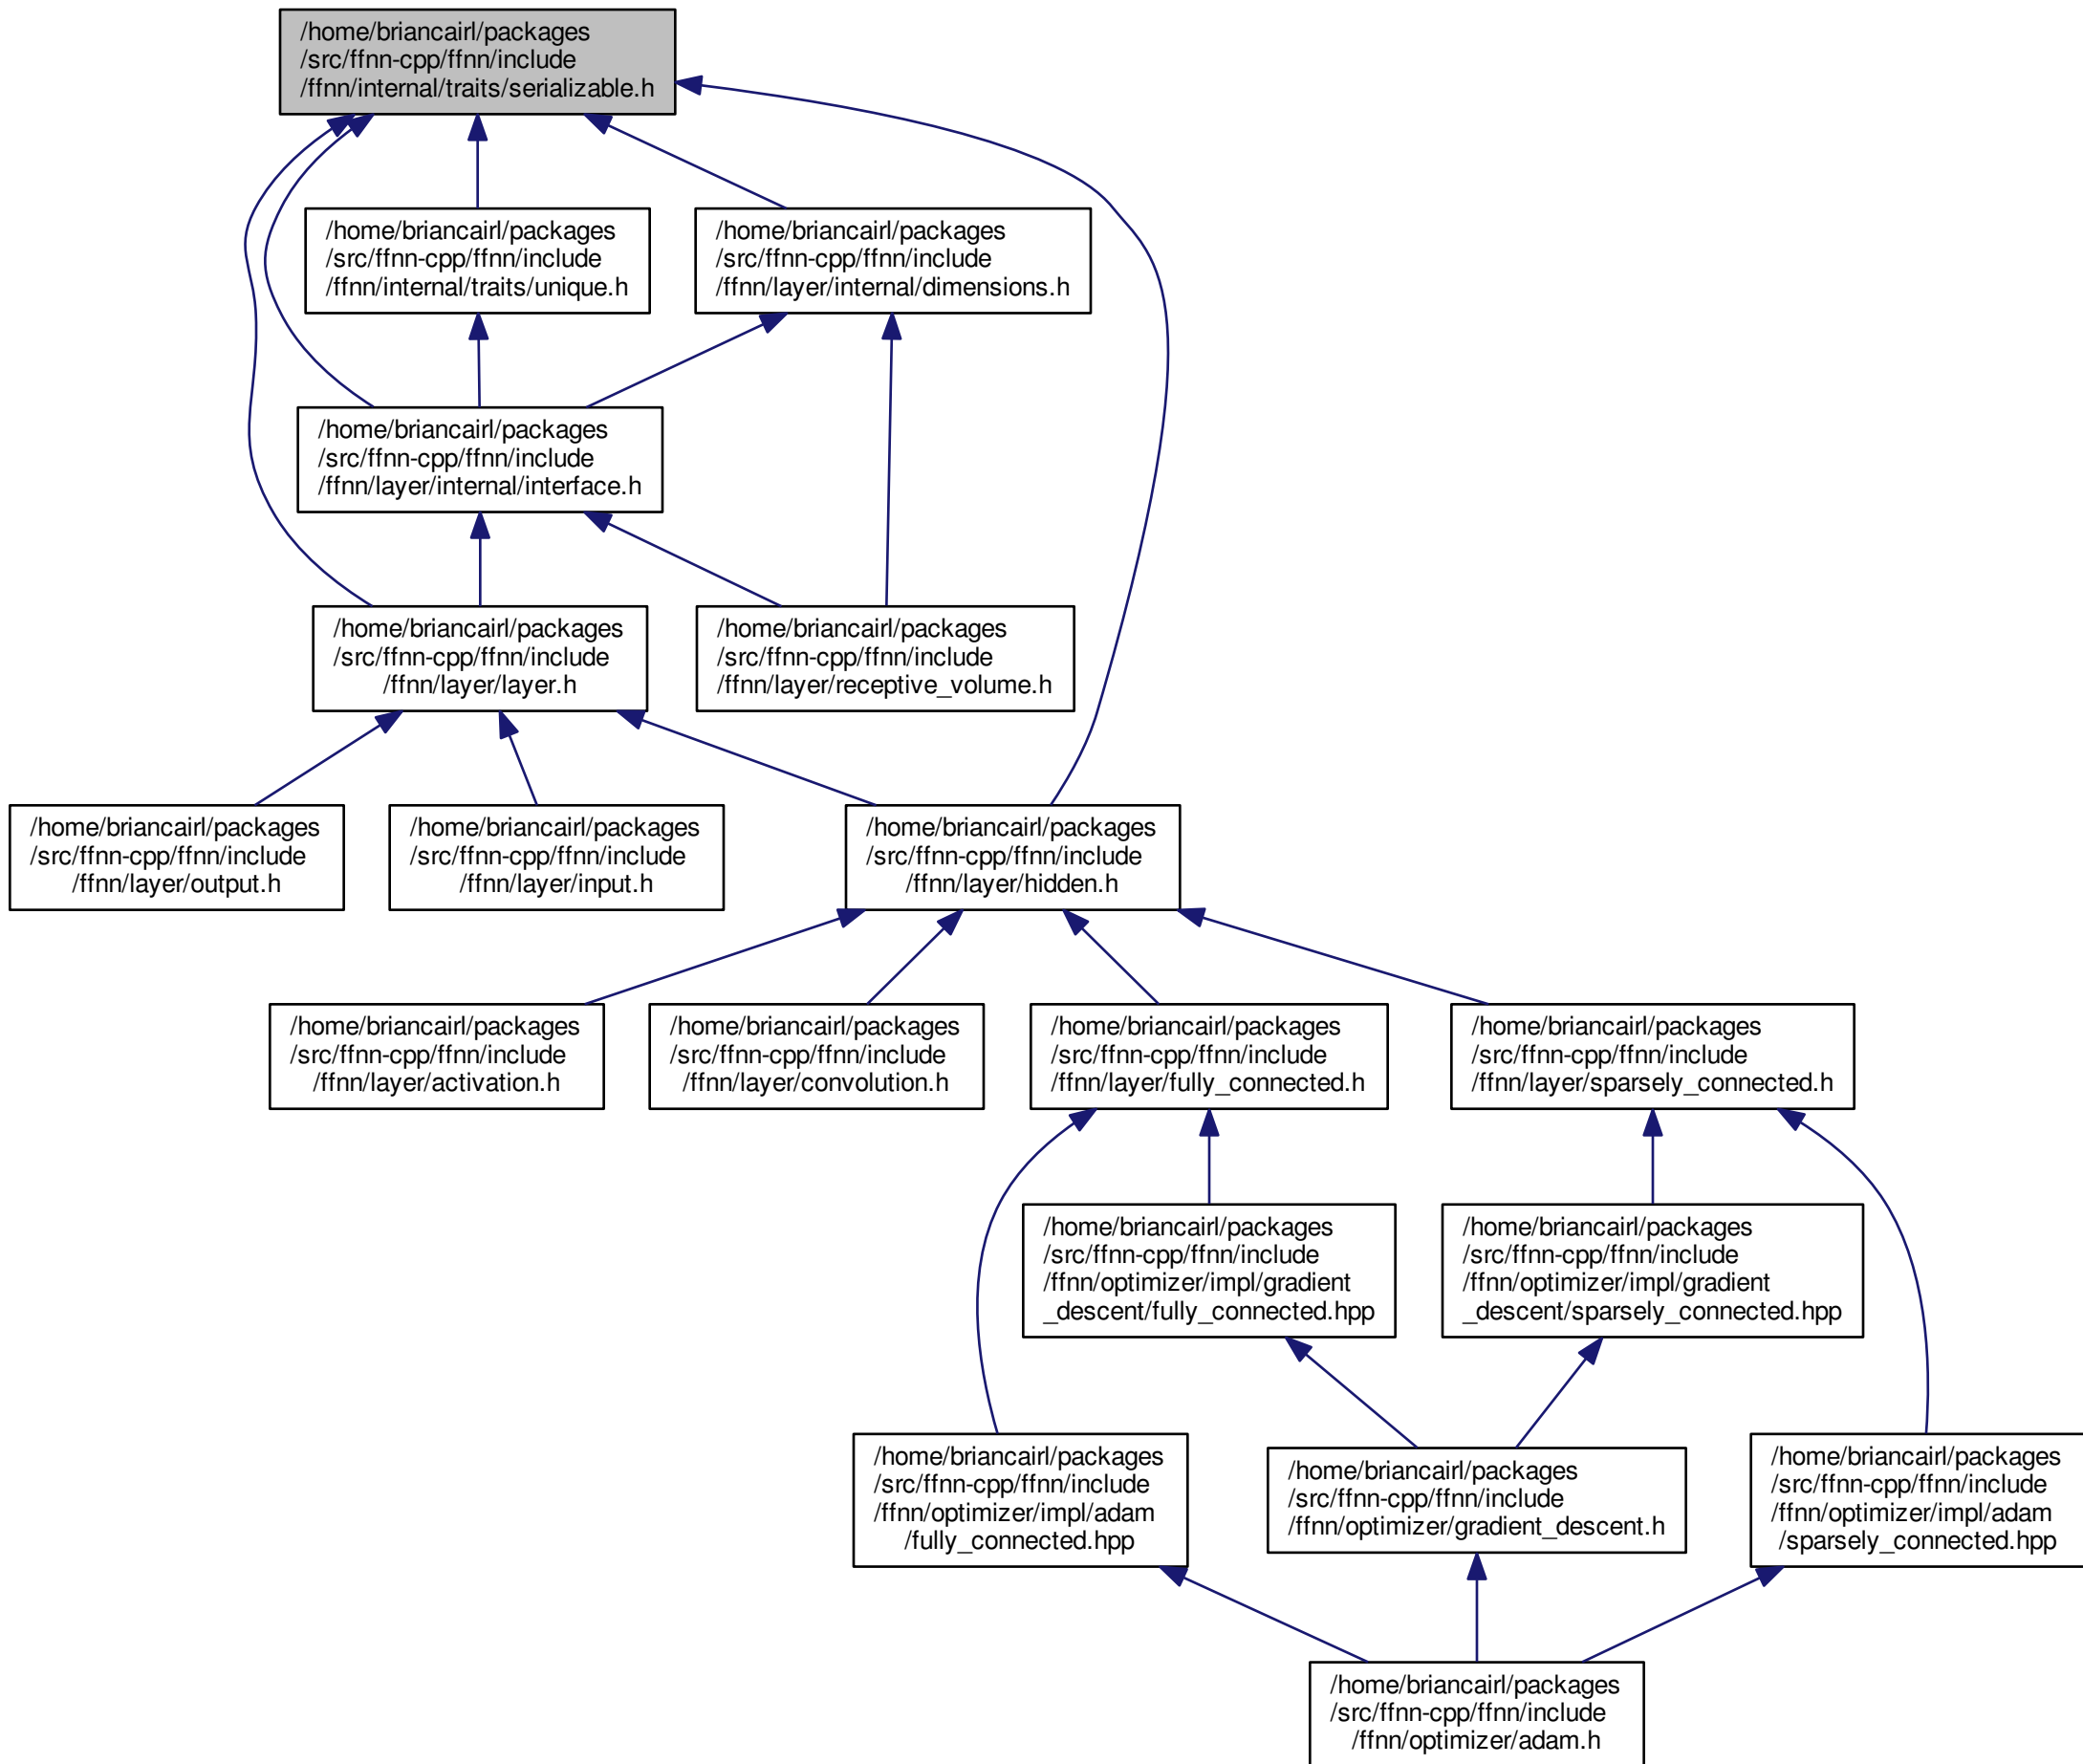 /home/briancairl/packages
/src/ffnn-cpp/ffnn/include
/ffnn/internal/traits/serializable.h
/home/briancairl/packages
/src/ffnn-cpp/ffnn/include
/ffnn/internal/traits/unique.h
/home/briancairl/packages
/src/ffnn-cpp/ffnn/include
/ffnn/layer/internal/dimensions.h
/home/briancairl/packages
/src/ffnn-cpp/ffnn/include
/ffnn/layer/internal/interface.h
/home/briancairl/packages
/src/ffnn-cpp/ffnn/include
/ffnn/layer/layer.h
/home/briancairl/packages
/src/ffnn-cpp/ffnn/include
/ffnn/layer/receptive_volume.h
/home/briancairl/packages
/src/ffnn-cpp/ffnn/include
/ffnn/layer/output.h
/home/briancairl/packages
/src/ffnn-cpp/ffnn/include
/ffnn/layer/input.h
/home/briancairl/packages
/src/ffnn-cpp/ffnn/include
/ffnn/layer/hidden.h
/home/briancairl/packages
/src/ffnn-cpp/ffnn/include
/ffnn/layer/activation.h
/home/briancairl/packages
/src/ffnn-cpp/ffnn/include
/ffnn/layer/convolution.h
/home/briancairl/packages
/src/ffnn-cpp/ffnn/include
/ffnn/layer/fully_connected.h
/home/briancairl/packages
/src/ffnn-cpp/ffnn/include
/ffnn/layer/sparsely_connected.h
/home/briancairl/packages
/src/ffnn-cpp/ffnn/include
/ffnn/optimizer/impl/gradient
_descent/fully_connected.hpp
/home/briancairl/packages
/src/ffnn-cpp/ffnn/include
/ffnn/optimizer/impl/gradient
_descent/sparsely_connected.hpp
/home/briancairl/packages
/src/ffnn-cpp/ffnn/include
/ffnn/optimizer/impl/adam
/fully_connected.hpp
/home/briancairl/packages
/src/ffnn-cpp/ffnn/include
/ffnn/optimizer/gradient_descent.h
/home/briancairl/packages
/src/ffnn-cpp/ffnn/include
/ffnn/optimizer/impl/adam
/sparsely_connected.hpp
/home/briancairl/packages
/src/ffnn-cpp/ffnn/include
/ffnn/optimizer/adam.h